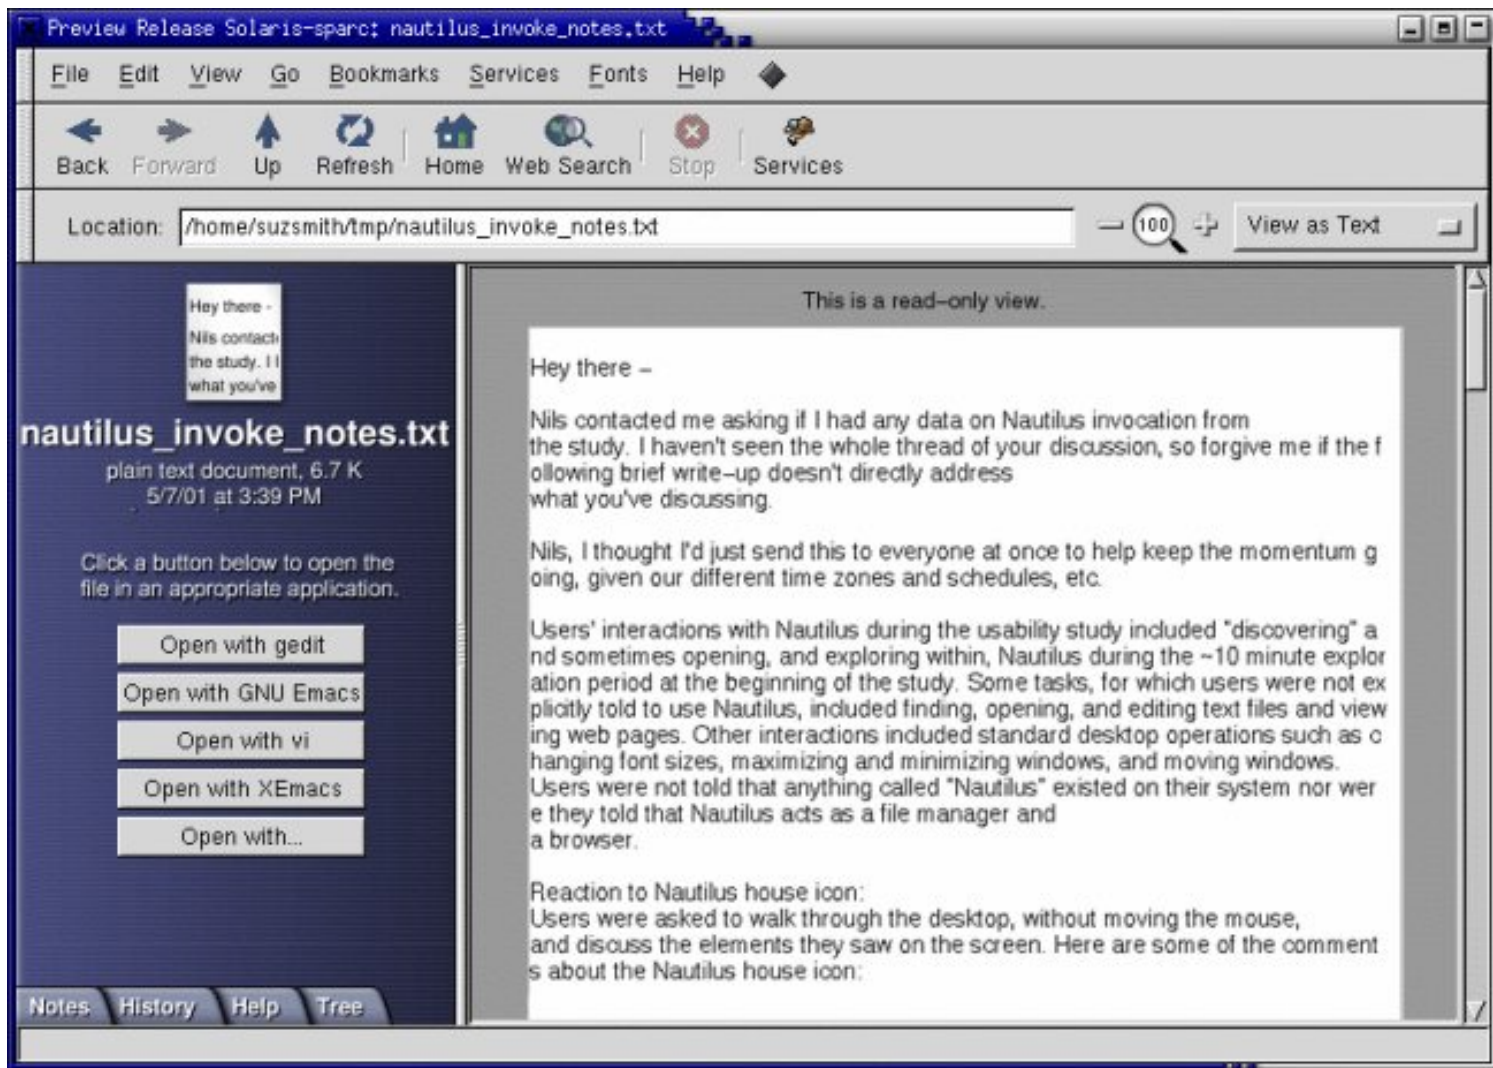 Preview Release Solaris-sparc: nautilus_invoke_notes.txt
File Edit View Go Bookmarks Services Fonts Help
Back Forward Up Refresh Home Web Search Stop Services
Location: /home/suzsmith/tmp/nautilus_invoke_notes.txt 100 View as Text
Hey there -
Nils contact
the study. I
what you've
nautilus_invoke_notes.txt
plain text document, 6.7 K
5/7/01 at 3:39 PM
Click a button below to open the
file in an appropriate application.
Open with gedit
Open with GNU Emacs
Open with vi
Open with XEmacs
Open with...
Notes History Help Tree
This is a read-only view.
Hey there -
Nils contacted me asking if I had any data on Nautilus invocation from
the study. I haven't seen the whole thread of your discussion, so forgive me if the f
ollowing brief write-up doesn't directly address
what you've discussing.
Nils, I thought I'd just send this to everyone at once to help keep the momentum g
oing, given our different time zones and schedules, etc.
Users' interactions with Nautilus during the usability study included "discovering" a
nd sometimes opening, and exploring within, Nautilus during the ~10 minute explor
ation period at the beginning of the study. Some tasks, for which users were not ex
plicitly told to use Nautilus, included finding, opening, and editing text files and view
ing web pages. Other interactions included standard desktop operations such as c
hanging font sizes, maximizing and minimizing windows, and moving windows.
Users were not told that anything called "Nautilus" existed on their system nor wer
e they told that Nautilus acts as a file manager and
a browser.
Reaction to Nautilus house icon:
Users were asked to walk through the desktop, without moving the mouse,
and discuss the elements they saw on the screen. Here are some of the comment
s about the Nautilus house icon: